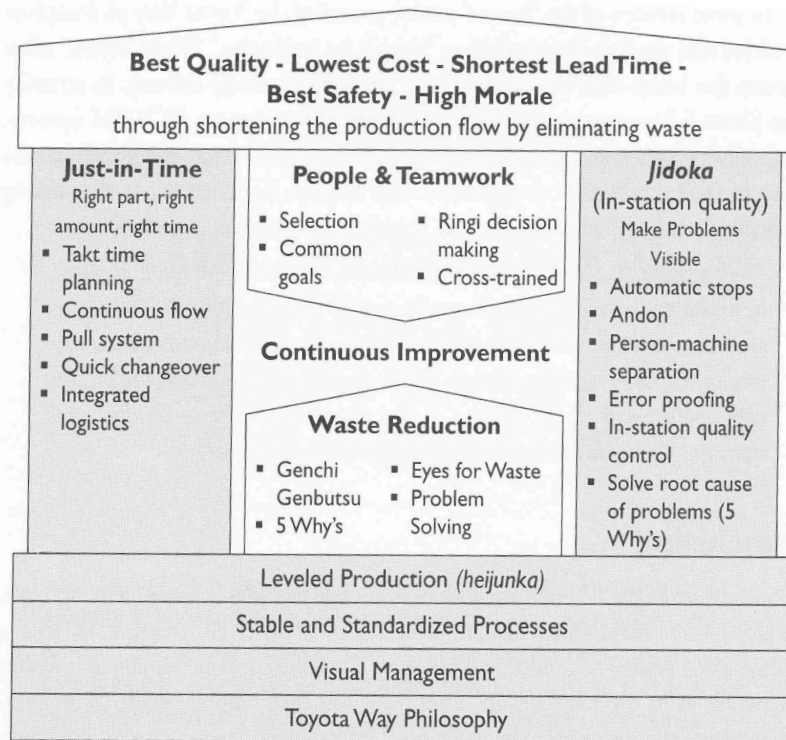 Best Quality - Lowest Cost - Shortest Lead Time -
Best Safety - High Morale
through shortening the production flow by eliminating waste
Just-in-Time
Right part, right
amount, right time
▪ Takt time
planning
▪ Continuous flow
▪ Pull system
▪ Quick changeover
▪ Integrated
logistics
People & Teamwork
▪ Selection
▪ Common
goals
▪ Ringi decision
making
▪ Cross-trained
Continuous Improvement
Waste Reduction
▪ Genchi
Genbutsu
▪ 5 Why's
▪ Eyes for Waste
▪ Problem
Solving
Jidoka
(In-station quality)
Make Problems
Visible
▪ Automatic stops
▪ Andon
▪ Person-machine
separation
▪ Error proofing
▪ In-station quality
control
▪ Solve root cause
of problems (5
Why's)
Leveled Production (heijunka)
Stable and Standardized Processes
Visual Management
Toyota Way Philosophy